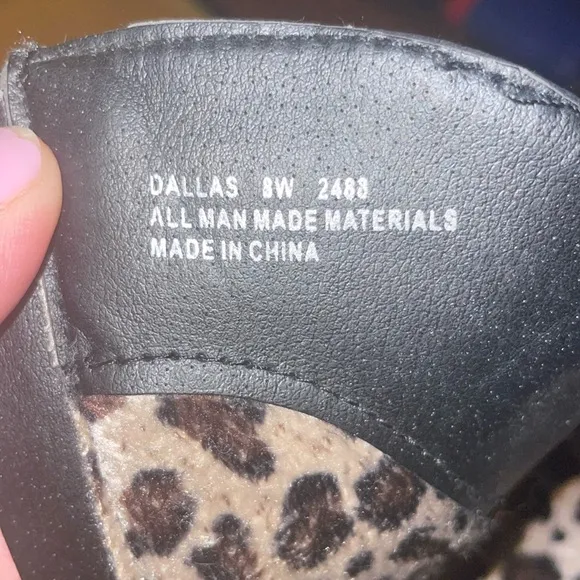 DALLAS 8W 2488
ALL MAN MADE MATERIALS
MADE IN CHINA